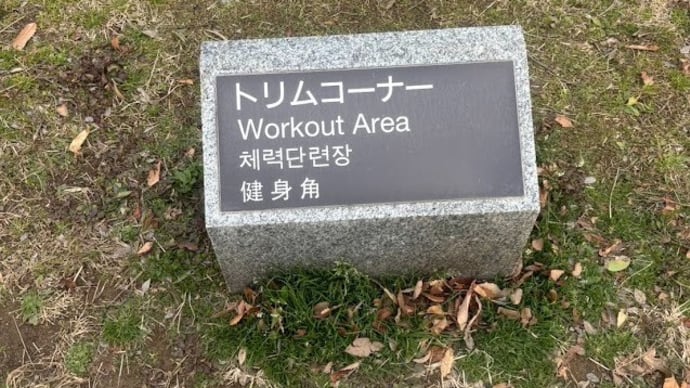 トリムコーナー
Workout Area
체력단련장
健身角